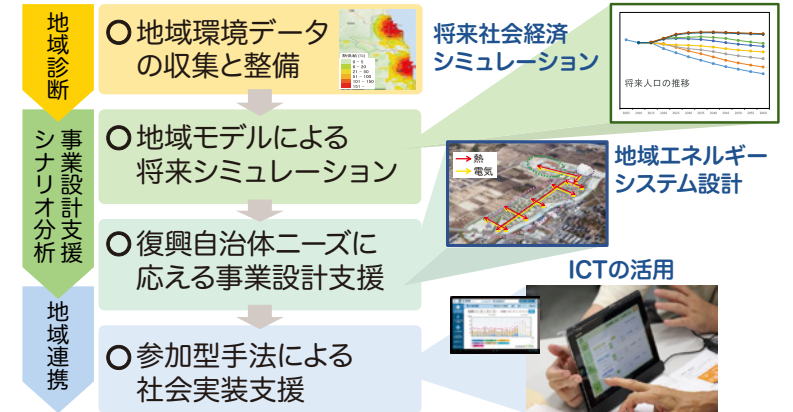 地域診断
○地域環境データ
の収集と整備
将来社会経済
シミュレーション
将来人口の推移
事業設計支援
シナリオ分析
○地域モデルによる
将来シミュレーション
熱
電気
地域エネルギー
システム設計
○復興自治体ニーズに
応える事業設計支援
ICTの活用
地域連携
○参加型手法による
社会実装支援